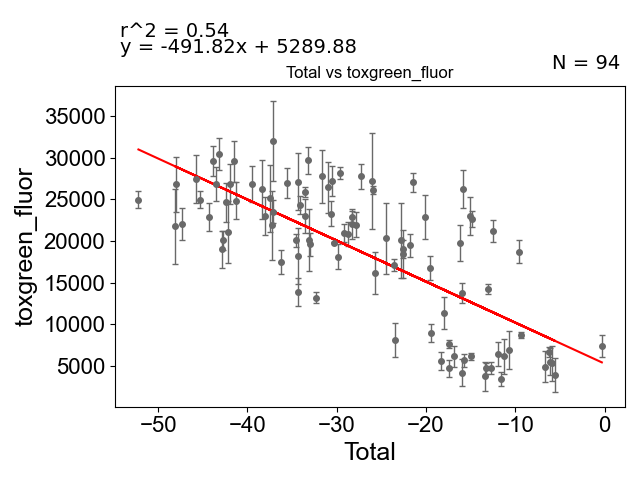 r^2 = 0.54
y = -491.82x + 5289.88
N = 94
Total vs toxgreen_fluor
toxgreen_fluor
35000
30000
25000
20000
15000
10000
5000
−50 −40 −30 −20 −10 0
Total